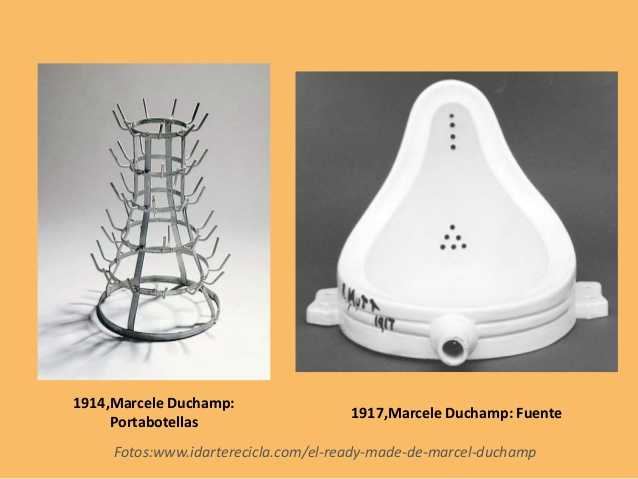 R. MUTT
1917
1914,Marcele Duchamp:
Portabotellas
1917,Marcele Duchamp: Fuente
Fotos:www.idarterecicla.com/el-ready-made-de-marcel-duchamp